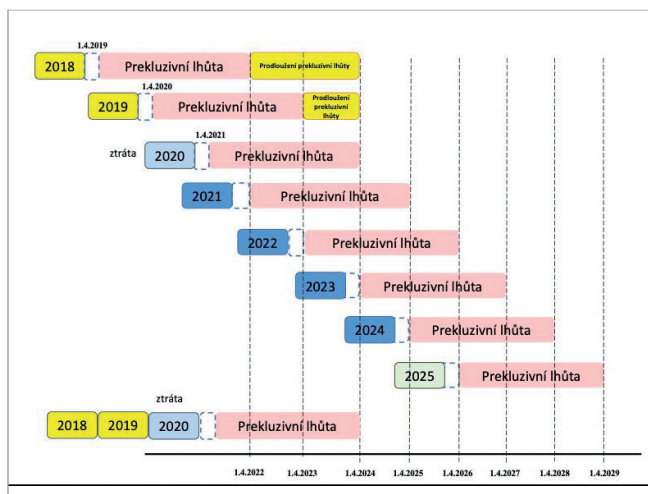 1.4.2019
2018
Prekluzivní lhůta
Prodloužení prekluzivní lhůty
1.4.2020
2019
Prekluzivní lhůta
Prodloužení
prekluzivní
lhůty
1.4.2021
ztráta
2020
Prekluzivní lhůta
2021
Prekluzivní lhůta
2022
Prekluzivní lhůta
2023
Prekluzivní lhůta
2024
Prekluzivní lhůta
2025
Prekluzivní lhůta
ztráta
2018
2019
2020
Prekluzivní lhůta
1.4.2022 1.4.2023 1.4.2024 1.4.2025 1.4.2026 1.4.2027 1.4.2028 1.4.2029